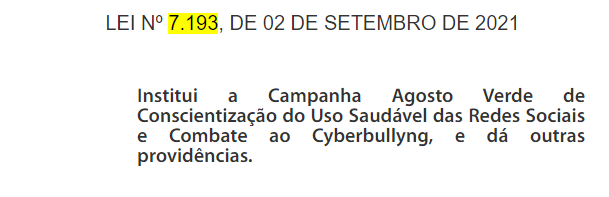 LEI Nº 7.193, DE 02 DE SETEMBRO DE 2021
Institui a Campanha Agosto Verde de
Conscientização do Uso Saudável das Redes Sociais
e Combate ao Cyberbullyng, e dá outras
providências.